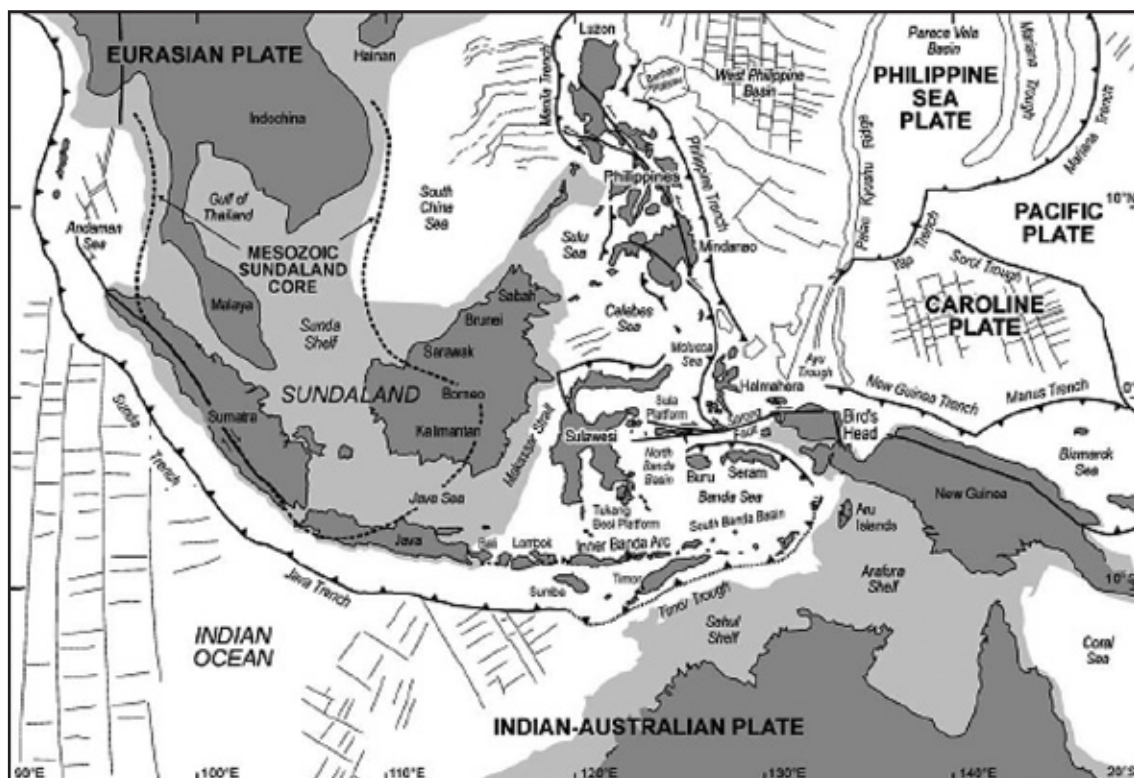 EURASIAN PLATE
Hainan
Luzon
Manila Trench
Benham
Plateau
West Philippine
Basin
Parece Vela
Basin
Mariana
Trough
PHILIPPINE
SEA
PLATE
Mariana Trench
Indochina
Palau Kyushu Ridge
Philippines
Philippine Trench
Gulf of
Thailand
South
China
Sea
10°N
PACIFIC
PLATE
Andaman
Sea
MESOZOIC
SUNDALAND
CORE
Sulu
Sea
Mindanao
Yap Trench
Sorol Trough
Malaya
Sabah
Brunei
Calebes
Sea
CAROLINE
PLATE
Sunda
Shelf
Sarawak
Molucca
Sea
Ayu
Trough
SUNDALAND
Borneo
Halmahera
New Guinea Trench
Manus Trench
0°
Sumatra
Kalimantan
Makassar Strait
Sulawesi
Sula
Platform
Sorong
Fault
Bird's
Head
Sunda
Trench
North
Banda
Basin
Buru
Seram
Bismarck
Sea
Java Sea
Banda Sea
New Guinea
Tukang
Besi Platform
South Banda Basin
Aru
Islands
Java
Bali
Lombok
Inner Banda Arc
Java Trench
Sumba
Timor
Timor Trough
Arafura
Shelf
10°S
Sahul
Shelf
INDIAN
OCEAN
Coral
Sea
INDIAN-AUSTRALIAN PLATE
90°E
100°E
110°E
120°E
130°E
140°E
20°S